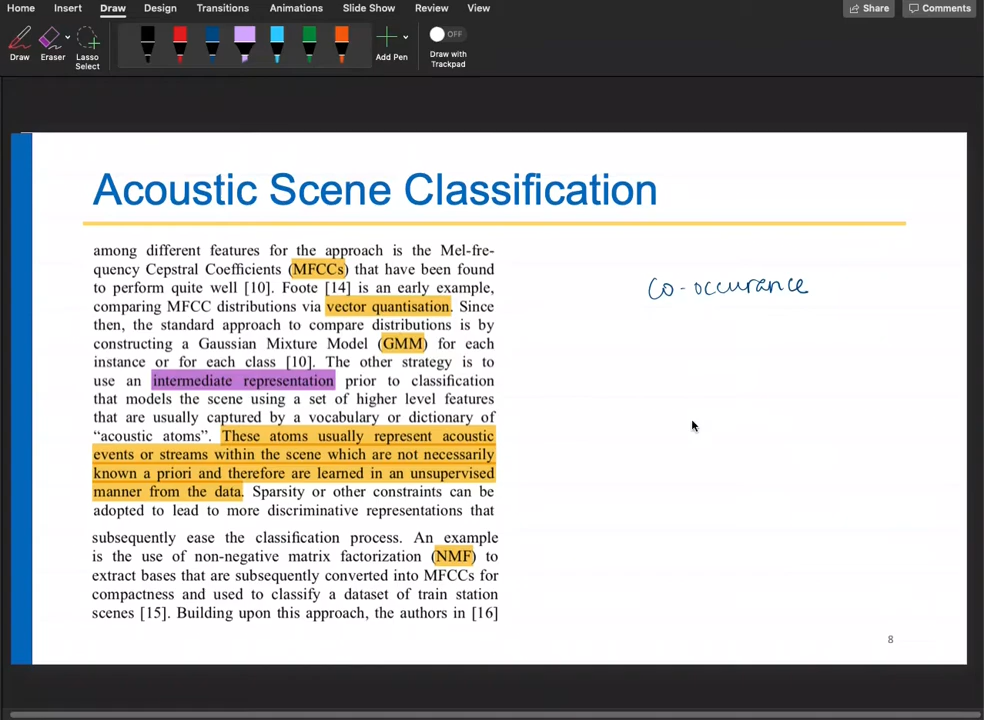 Home Insert Draw Design Transitions Animations Slide Show Review View Share Comments
Draw Eraser Lasso Select Add Pen OFF Draw with Trackpad
Acoustic Scene Classification
among different features for the approach is the Mel-fre-
quency Cepstral Coefficients (MFCCs) that have been found
to perform quite well [10]. Foote [14] is an early example,
comparing MFCC distributions via vector quantisation. Since
then, the standard approach to compare distributions is by
constructing a Gaussian Mixture Model (GMM) for each
instance or for each class [10]. The other strategy is to
use an intermediate representation prior to classification
that models the scene using a set of higher level features
that are usually captured by a vocabulary or dictionary of
“acoustic atoms”. These atoms usually represent acoustic
events or streams within the scene which are not necessarily
known a priori and therefore are learned in an unsupervised
manner from the data. Sparsity or other constraints can be
adopted to lead to more discriminative representations that
subsequently ease the classification process. An example
is the use of non-negative matrix factorization (NMF) to
extract bases that are subsequently converted into MFCCs for
compactness and used to classify a dataset of train station
scenes [15]. Building upon this approach, the authors in [16]
co-occurance
8